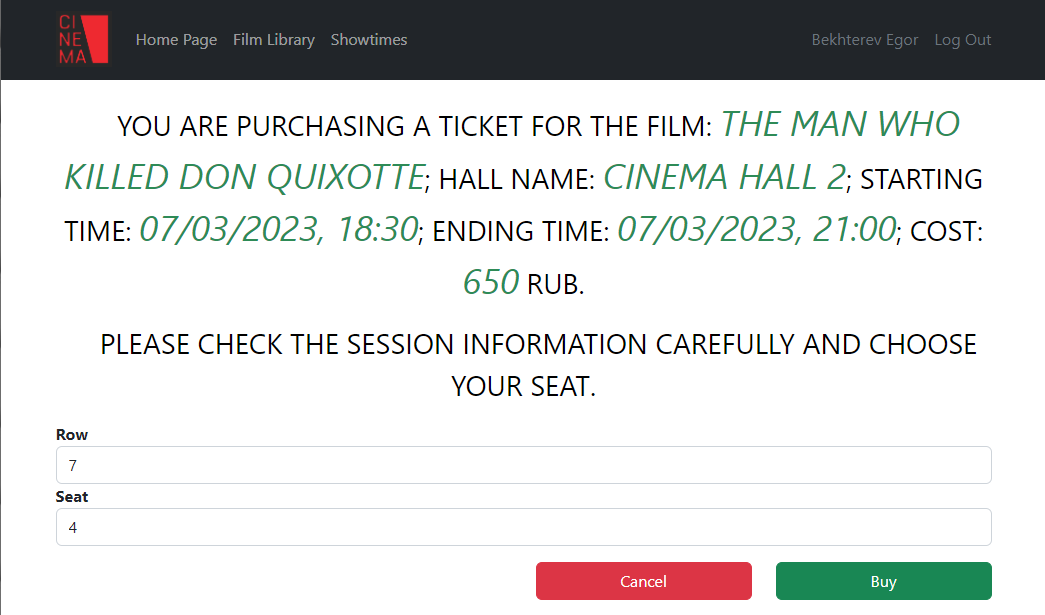 CI
NE
MA
Home Page Film Library Showtimes Bekhterev Egor Log Out
YOU ARE PURCHASING A TICKET FOR THE FILM: THE MAN WHO
KILLED DON QUIXOTTE; HALL NAME: CINEMA HALL 2; STARTING
TIME: 07/03/2023, 18:30; ENDING TIME: 07/03/2023, 21:00; COST:
650 RUB.
PLEASE CHECK THE SESSION INFORMATION CAREFULLY AND CHOOSE
YOUR SEAT.
Row
7
Seat
4
Cancel Buy